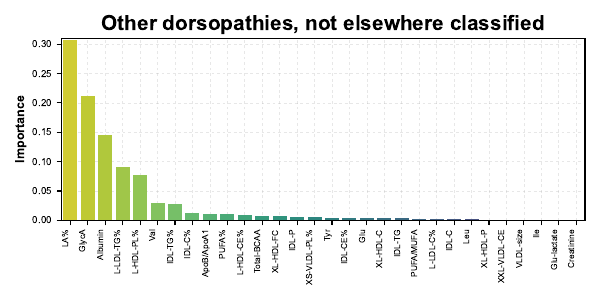 Other dorsopathies, not elsewhere classified
Importance
0.30
0.25
0.20
0.15
0.10
0.05
0.00
LA%
GlycA
Albumin
L-LDL-TG%
L-HDL-PL%
Val
IDL-TG%
IDL-C%
ApoB/ApoA1
PUFA%
L-HDL-CE%
Total-BCAA
XL-HDL-FC
IDL-P
XS-VLDL-PL%
Tyr
IDL-CE%
Glu
XL-HDL-C
IDL-TG
PUFA/MUFA
L-LDL-C%
IDL-C
Leu
XL-HDL-P
XXL-VLDL-CE
VLDL-size
Ile
Glu-lactate
Creatinine